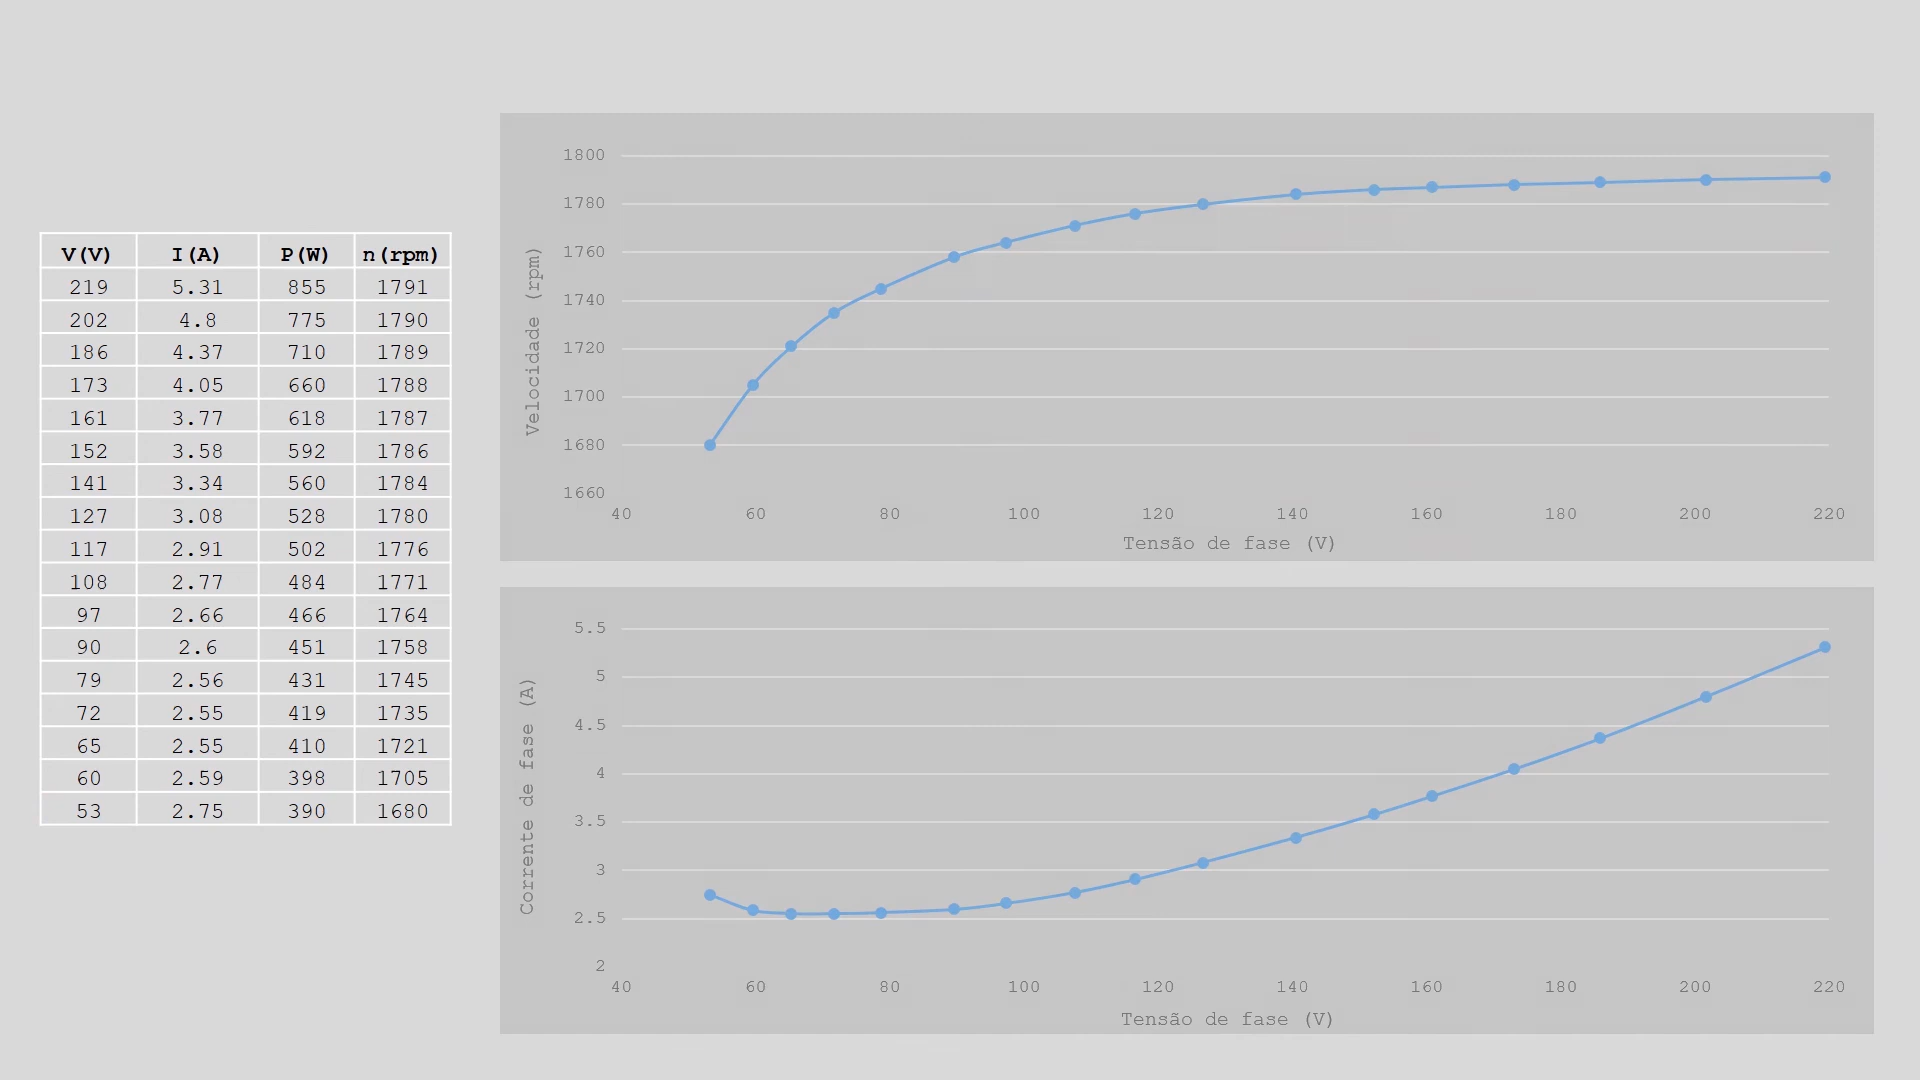 V(V) I(A) P(W) n(rpm)
219 5.31 855 1791
202 4.8 775 1790
186 4.37 710 1789
173 4.05 660 1788
161 3.77 618 1787
152 3.58 592 1786
141 3.34 560 1784
127 3.08 528 1780
117 2.91 502 1776
108 2.77 484 1771
97 2.66 466 1764
90 2.6 451 1758
79 2.56 431 1745
72 2.55 419 1735
65 2.55 410 1721
60 2.59 398 1705
53 2.75 390 1680
Velocidade (rpm)
1800
1780
1760
1740
1720
1700
1680
1660
40 60 80 100 120 140 160 180 200 220
Tensão de fase (V)
Corrente de fase (A)
5.5
5
4.5
4
3.5
3
2.5
2
40 60 80 100 120 140 160 180 200 220
Tensão de fase (V)